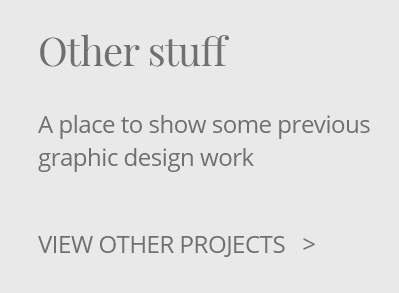 Other stuff
A place to show some previous
graphic design work
VIEW OTHER PROJECTS >